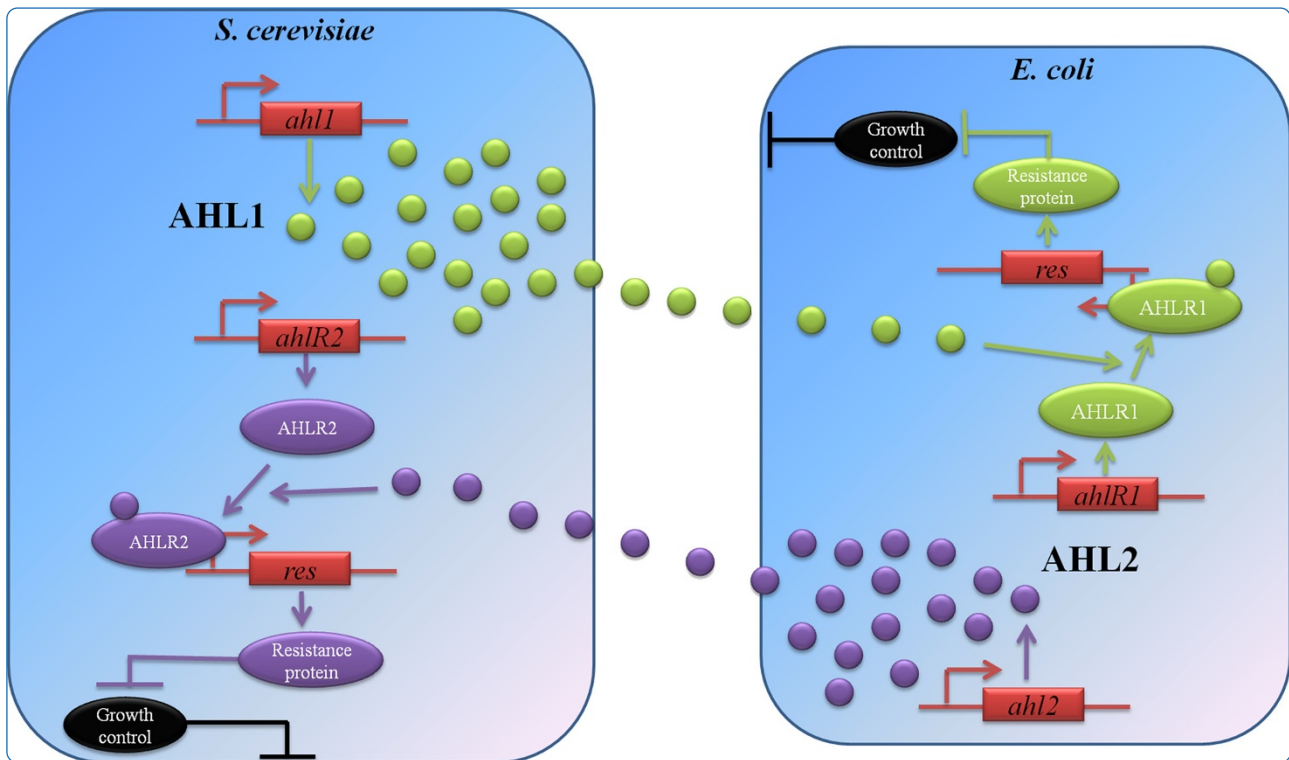 S. cerevisiae
ahl1
AHL1
ahlR2
AHLR2
AHLR2
res
Resistance
protein
Growth
control
E. coli
Growth
control
Resistance
protein
res
AHLR1
AHLR1
ahlR1
AHL2
ahl2